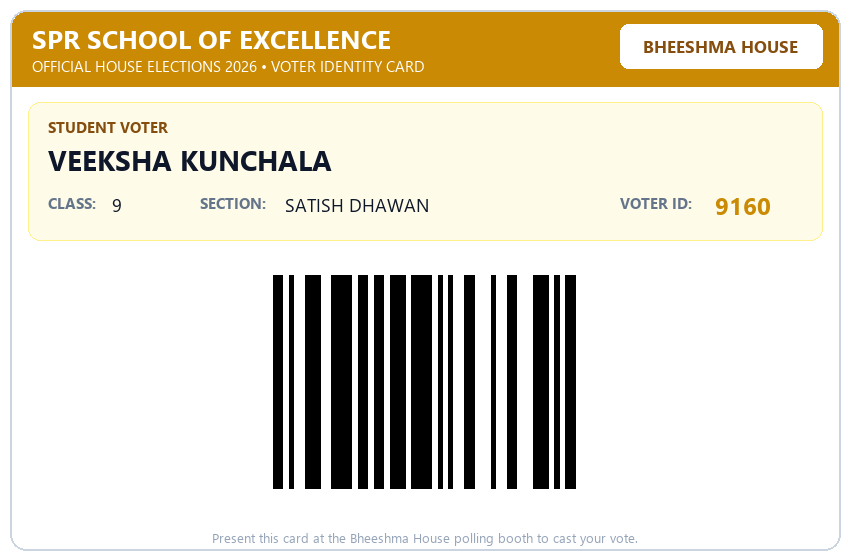 SPR SCHOOL OF EXCELLENCE
OFFICIAL HOUSE ELECTIONS 2026 • VOTER IDENTITY CARD
BHEESHMA HOUSE
STUDENT VOTER
VEEKSHA KUNCHALA
CLASS: 9 SECTION: SATISH DHAWAN VOTER ID: 9160
Present this card at the Bheeshma House polling booth to cast your vote.